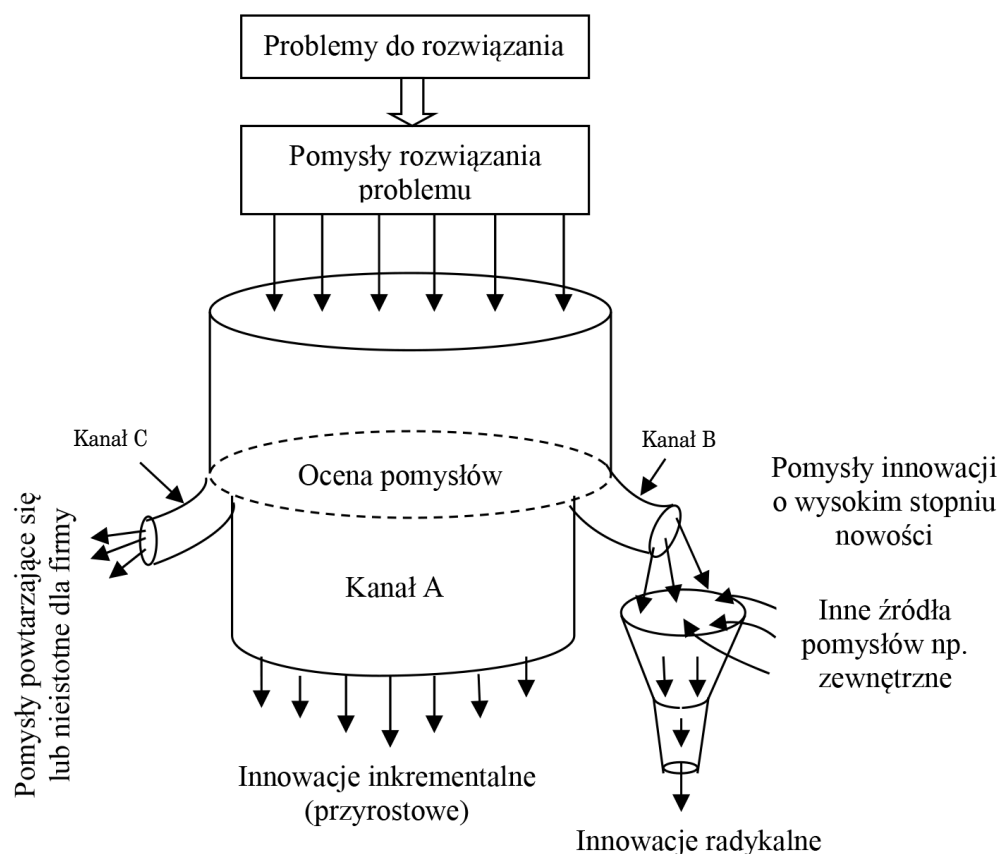 Problemy do rozwiązania
Pomysły rozwiązania
problemu
Kanał C
Kanał B
Ocena pomysłów
Pomysły innowacji
o wysokim stopniu
nowości
Pomysły powtarzające się
lub nieistotne dla firmy
Kanał A
Inne źródła
pomysłów np.
zewnętrzne
Innowacje inkrementalne
(przyrostowe)
Innowacje radykalne